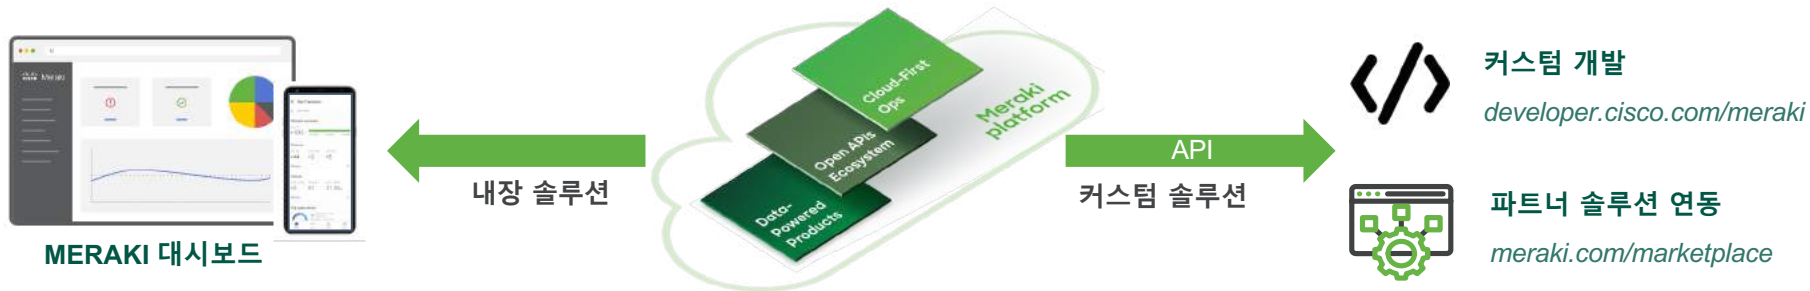 Meraki
MERAKI 대시보드
내장 솔루션
Cloud-First
Ops
Open APIs
Ecosystem
Data-
Powered
Products
Meraki
platform
API
커스텀 솔루션
커스텀 개발
developer.cisco.com/meraki
파트너 솔루션 연동
meraki.com/marketplace